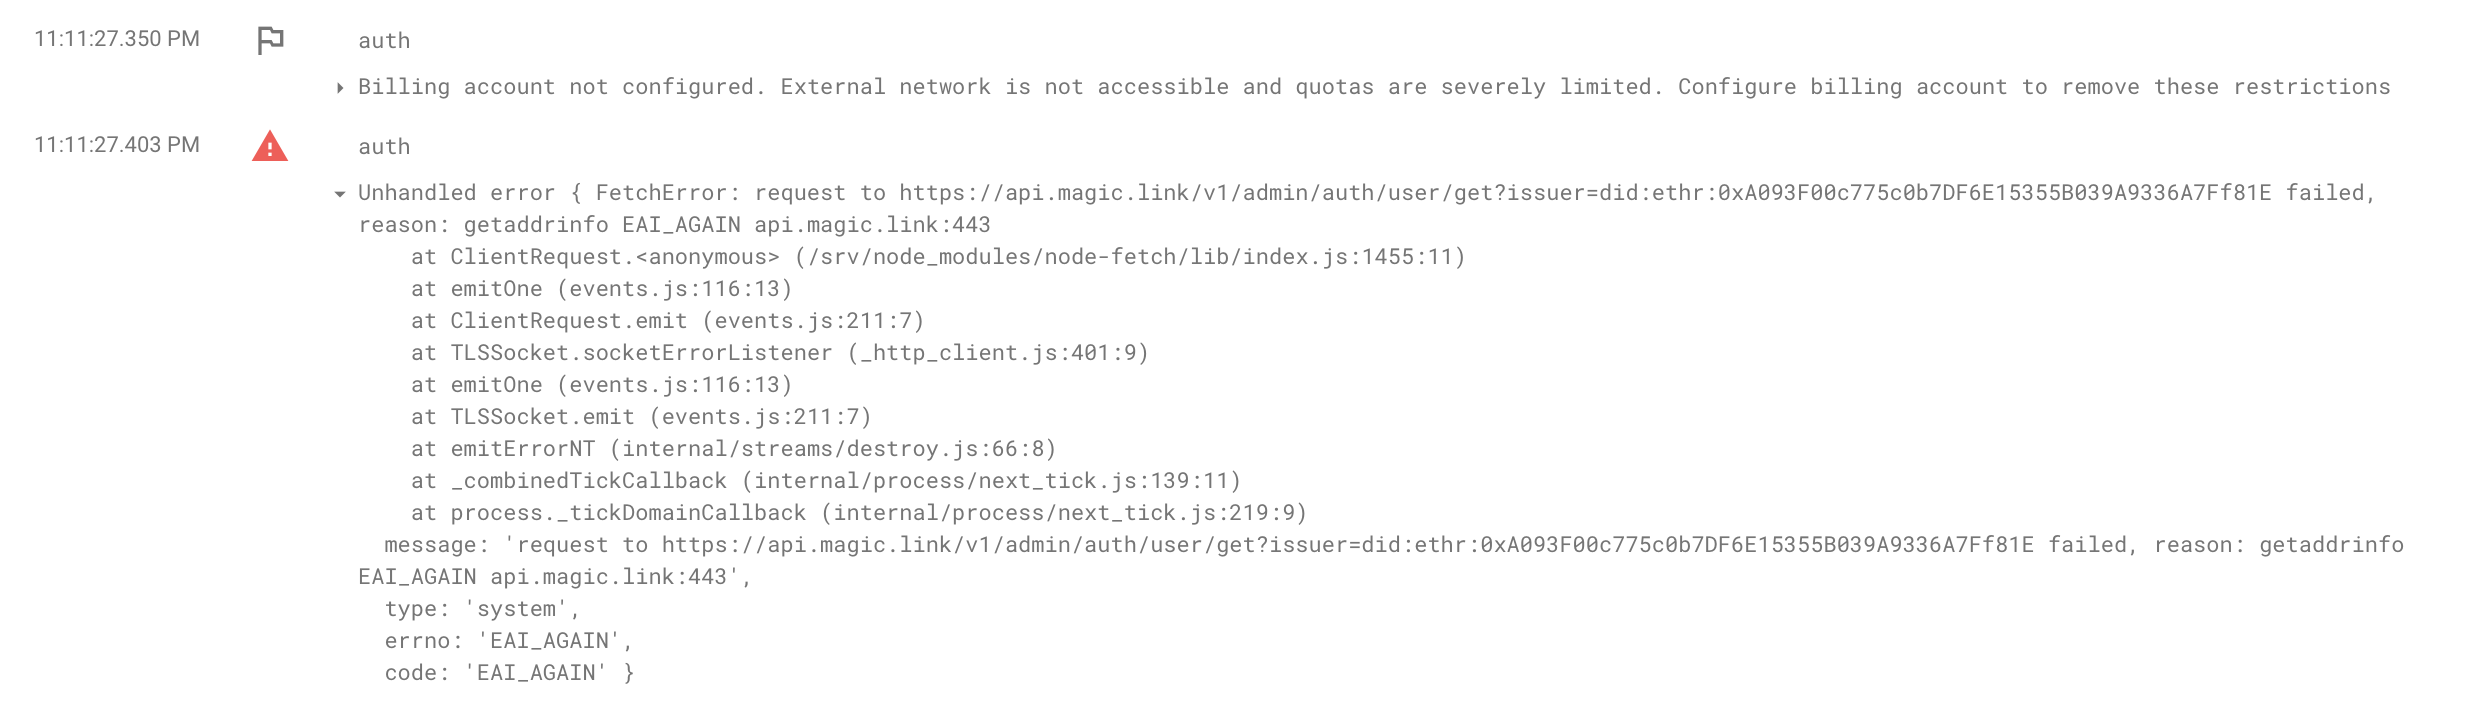 11:11:27.350 PM auth
Billing account not configured. External network is not accessible and quotas are severely limited. Configure billing account to remove these restrictions
11:11:27.403 PM auth
Unhandled error { FetchError: request to https://api.magic.link/v1/admin/auth/user/get?issuer=did:ethr:0xA093F00c775c0b7DF6E15355B039A9336A7Ff81E failed,
reason: getaddrinfo EAI_AGAIN api.magic.link:443
    at ClientRequest.<anonymous> (/srv/node_modules/node-fetch/lib/index.js:1455:11)
    at emitOne (events.js:116:13)
    at ClientRequest.emit (events.js:211:7)
    at TLSSocket.socketErrorListener (_http_client.js:401:9)
    at emitOne (events.js:116:13)
    at TLSSocket.emit (events.js:211:7)
    at emitErrorNT (internal/streams/destroy.js:66:8)
    at _combinedTickCallback (internal/process/next_tick.js:139:11)
    at process._tickDomainCallback (internal/process/next_tick.js:219:9)
  message: 'request to https://api.magic.link/v1/admin/auth/user/get?issuer=did:ethr:0xA093F00c775c0b7DF6E15355B039A9336A7Ff81E failed, reason: getaddrinfo
EAI_AGAIN api.magic.link:443',
  type: 'system',
  errno: 'EAI_AGAIN',
  code: 'EAI_AGAIN' }